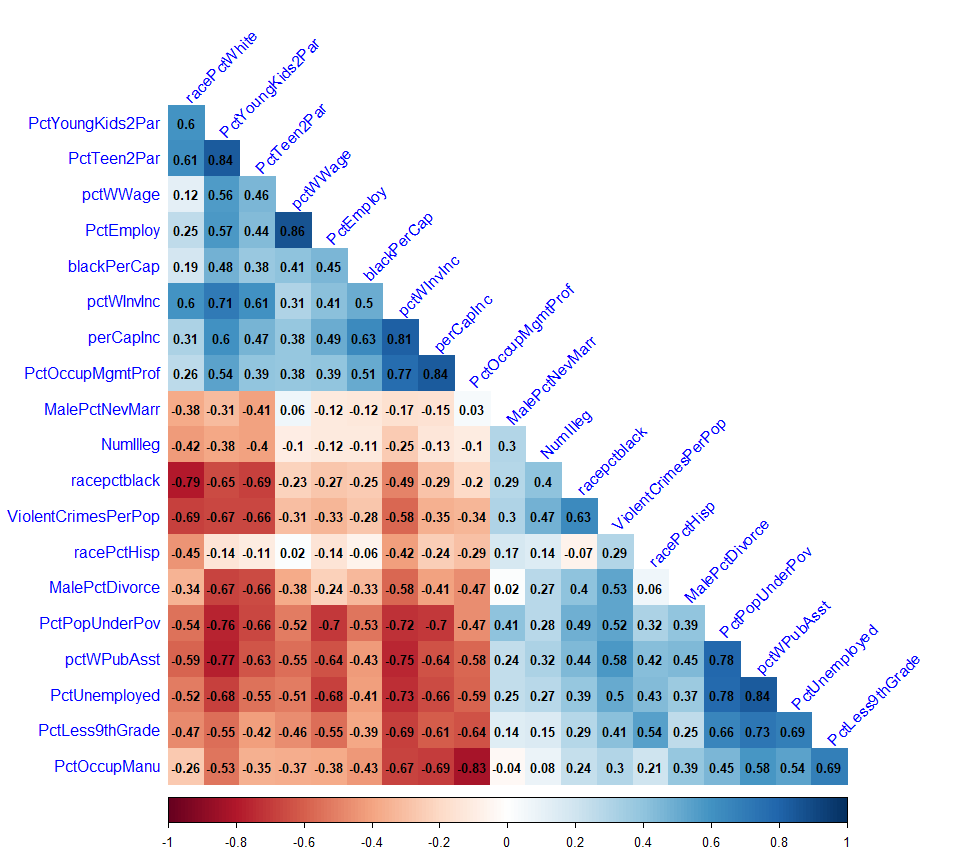 racePctWhite
PctYoungKids2Par 0.6 PctYoungKids2Par
PctTeen2Par 0.61 0.84 PctTeen2Par
pctWWage 0.12 0.56 0.46 pctWWage
PctEmploy 0.25 0.57 0.44 0.86 PctEmploy
blackPerCap 0.19 0.48 0.38 0.41 0.45 blackPerCap
pctWInvInc 0.6 0.71 0.61 0.31 0.41 0.5 pctWInvInc
perCapInc 0.31 0.6 0.47 0.38 0.49 0.63 0.81 perCapInc
PctOccupMgmtProf 0.26 0.54 0.39 0.38 0.39 0.51 0.77 0.84 PctOccupMgmtProf
MalePctNevMarr -0.38 -0.31 -0.41 0.06 -0.12 -0.12 -0.17 -0.15 0.03 MalePctNevMarr
NumIlleg -0.42 -0.38 -0.4 -0.1 -0.12 -0.11 -0.25 -0.13 -0.1 0.3 NumIlleg
racepctblack -0.79 -0.65 -0.69 -0.23 -0.27 -0.25 -0.49 -0.29 -0.2 0.29 0.4 racepctblack
ViolentCrimesPerPop -0.69 -0.67 -0.66 -0.31 -0.33 -0.28 -0.58 -0.35 -0.34 0.3 0.47 0.63 ViolentCrimesPerPop
racePctHisp -0.45 -0.14 -0.11 0.02 -0.14 -0.06 -0.42 -0.24 -0.29 0.17 0.14 -0.07 0.29 racePctHisp
MalePctDivorce -0.34 -0.67 -0.66 -0.38 -0.24 -0.33 -0.58 -0.41 -0.47 0.02 0.27 0.4 0.53 0.06 MalePctDivorce
PctPopUnderPov -0.54 -0.76 -0.66 -0.52 -0.7 -0.53 -0.72 -0.7 -0.47 0.41 0.28 0.49 0.52 0.32 0.39 PctPopUnderPov
pctWPubAsst -0.59 -0.77 -0.63 -0.55 -0.64 -0.43 -0.75 -0.64 -0.58 0.24 0.32 0.44 0.58 0.42 0.45 0.78 pctWPubAsst
PctUnemployed -0.52 -0.68 -0.55 -0.51 -0.68 -0.41 -0.73 -0.66 -0.59 0.25 0.27 0.39 0.5 0.43 0.37 0.78 0.84 PctUnemployed
PctLess9thGrade -0.47 -0.55 -0.42 -0.46 -0.55 -0.39 -0.69 -0.61 -0.64 0.14 0.15 0.29 0.41 0.54 0.25 0.66 0.73 0.69 PctLess9thGrade
PctOccupManu -0.26 -0.53 -0.35 -0.37 -0.38 -0.43 -0.67 -0.69 -0.83 -0.04 0.08 0.24 0.3 0.21 0.39 0.45 0.58 0.54 0.69
-1 -0.8 -0.6 -0.4 -0.2 0 0.2 0.4 0.6 0.8 1